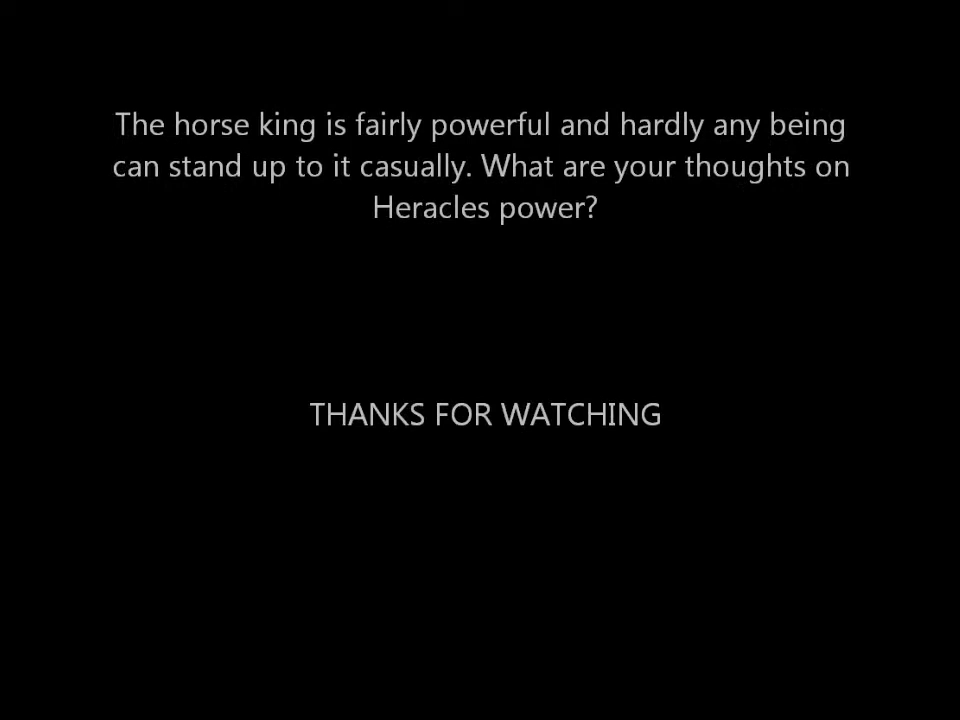 The horse king is fairly powerful and hardly any being
can stand up to it casually. What are your thoughts on
Heracles power?
THANKS FOR WATCHING